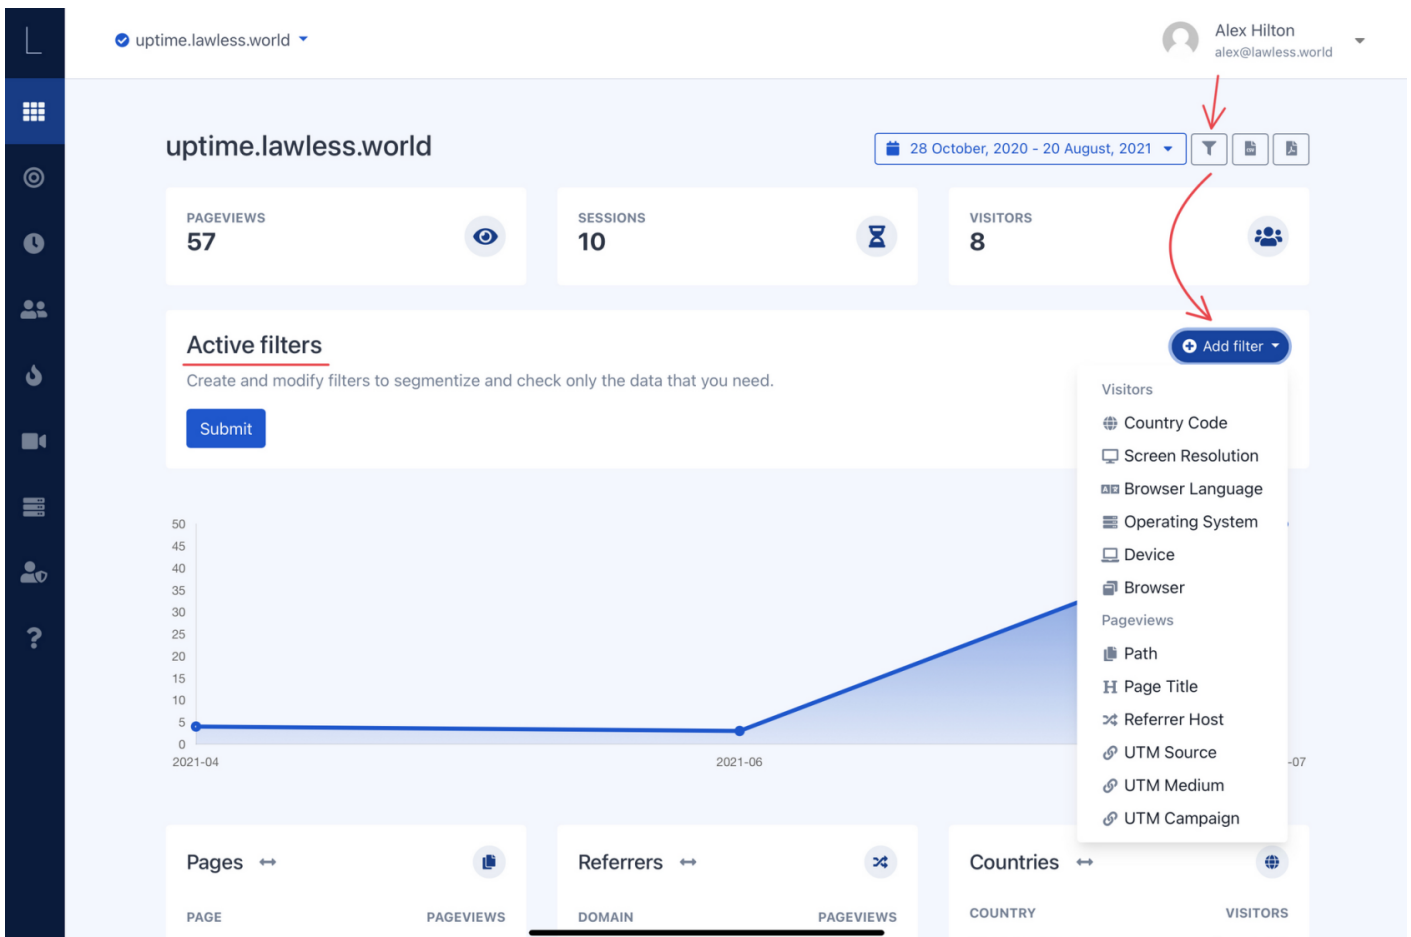 L
uptime.lawless.world
Alex Hilton
alex@lawless.world
uptime.lawless.world
28 October, 2020 - 20 August, 2021
PAGEVIEWS
57
SESSIONS
10
VISITORS
8
Active filters
Add filter
Create and modify filters to segmentize and check only the data that you need.
Submit
Visitors
Country Code
Screen Resolution
Browser Language
Operating System
Device
Browser
Pageviews
Path
Page Title
Referrer Host
UTM Source
UTM Medium
UTM Campaign
50
45
40
35
30
25
20
15
10
5
0
2021-04
2021-06
-07
Pages
Referrers
Countries
PAGE
PAGEVIEWS
DOMAIN
PAGEVIEWS
COUNTRY
VISITORS